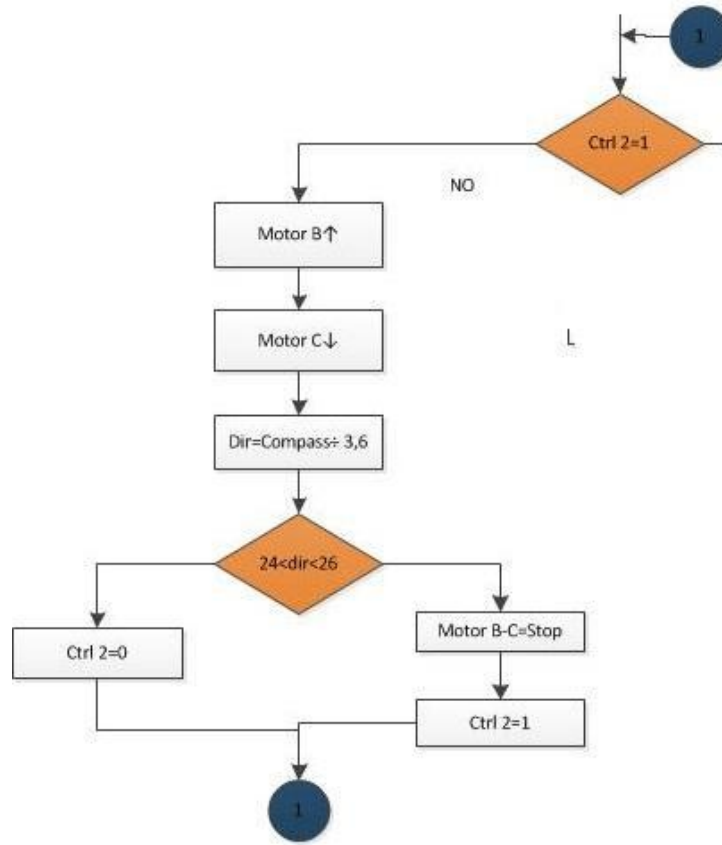 1
Ctrl 2=1
NO
Motor B↑
Motor C↓
L
Dir=Compass÷ 3,6
24<dir<26
Motor B-C=Stop
Ctrl 2=0
Ctrl 2=1
1